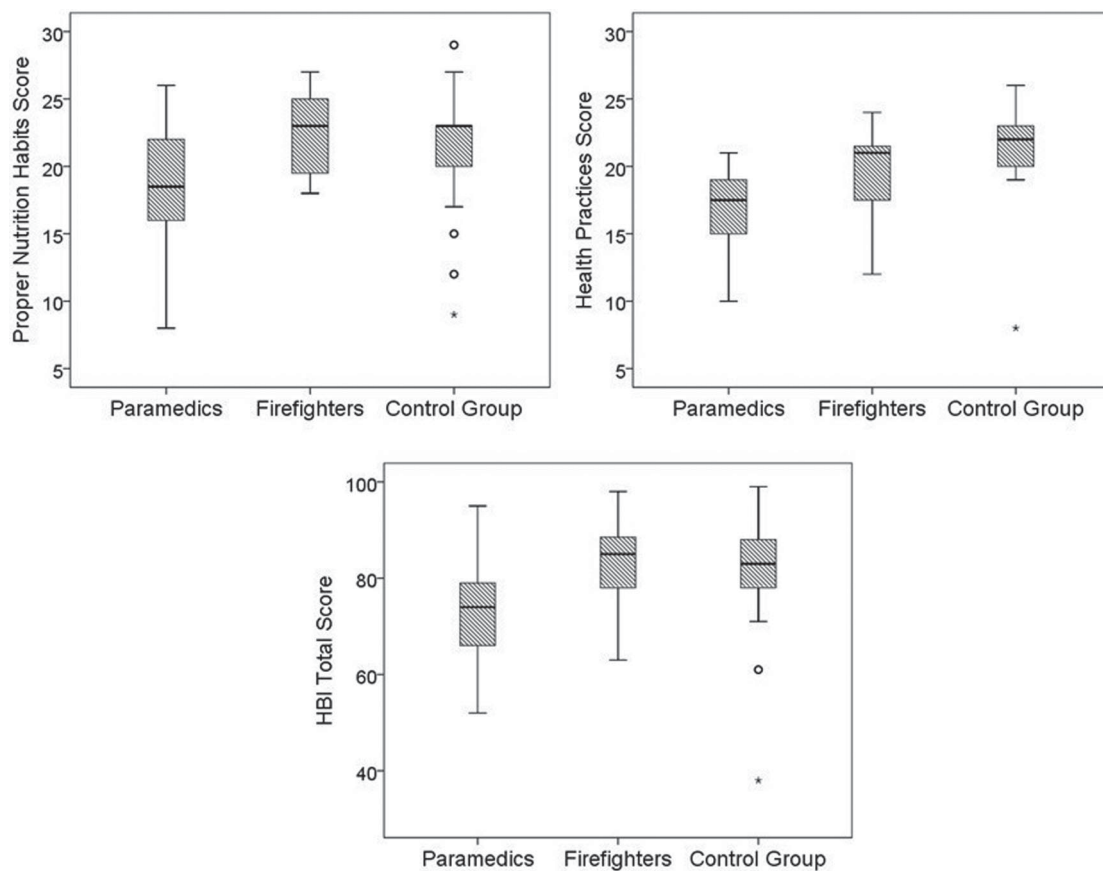 Proprer Nutrition Habits Score
30
25
20
15
10
5
Paramedics Firefighters Control Group
Health Practices Score
30
25
20
15
10
5
Paramedics Firefighters Control Group
HBI Total Score
100
80
60
40
Paramedics Firefighters Control Group